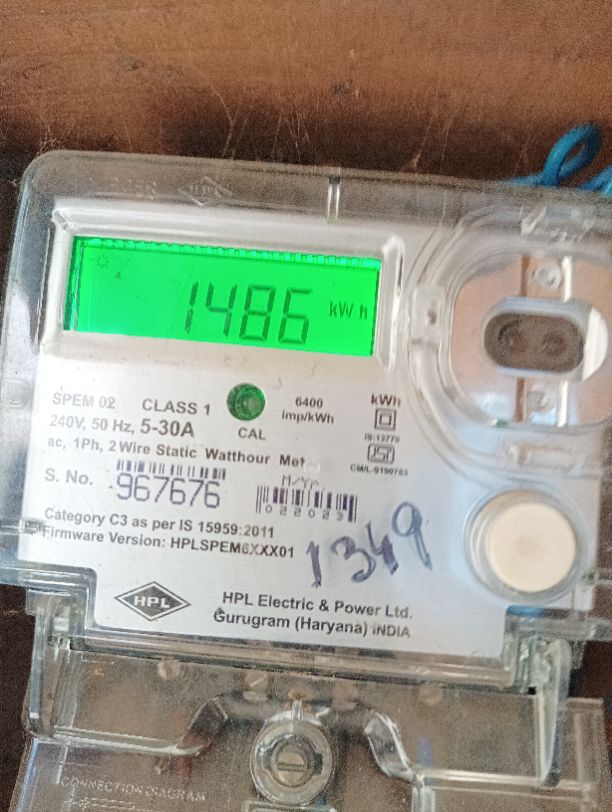 HPL
1486 kWh
SPEM 02 CLASS 1
240V, 50 Hz, 5-30A
CAL
6400
imp/kWh
kWh
IS:13779
ac, 1Ph, 2 Wire Static Watthour
S. No. 967676
M/Yr
022023
Category C3 as per IS 15959:2011
Firmware Version: HPLSPEM6XXX01
1349
HPL
HPL Electric & Power Ltd.
Gurugram (Haryana) INDIA
CONNECTION DIAGRAM